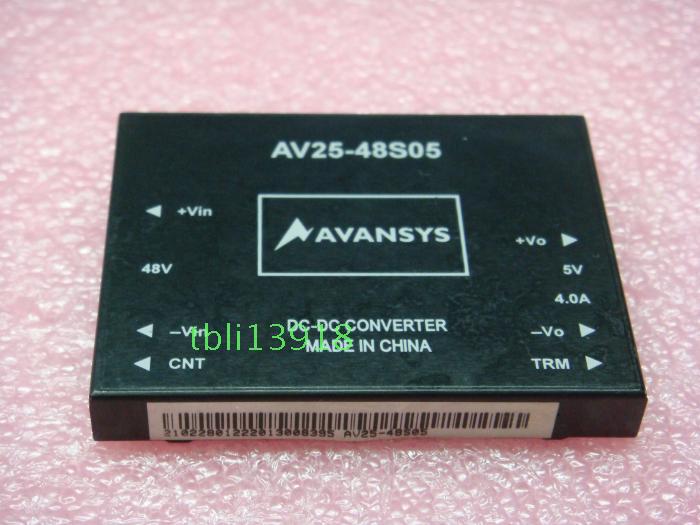 AV25-48S05
+Vin
AVANSYS
+Vo
48V
5V
4.0A
–Vin
DC-DC CONVERTER
–Vo
tbli13918
CNT
MADE IN CHINA
TRM
21022801222013008395 AV25-48S05